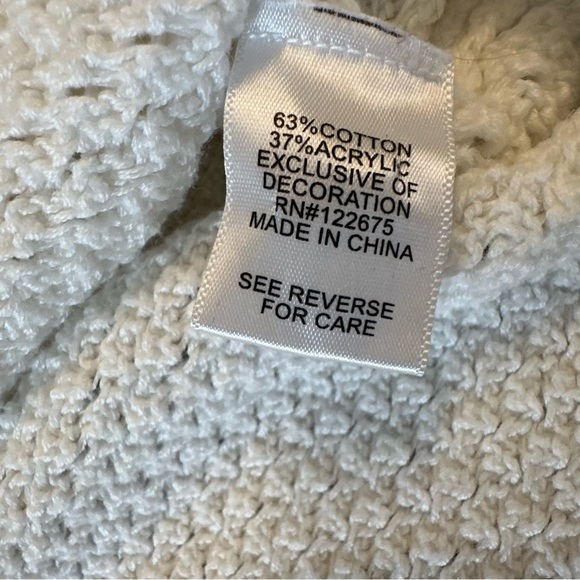 63%COTTON
37%ACRYLIC
EXCLUSIVE OF
DECORATION
RN#122675
MADE IN CHINA
SEE REVERSE
FOR CARE